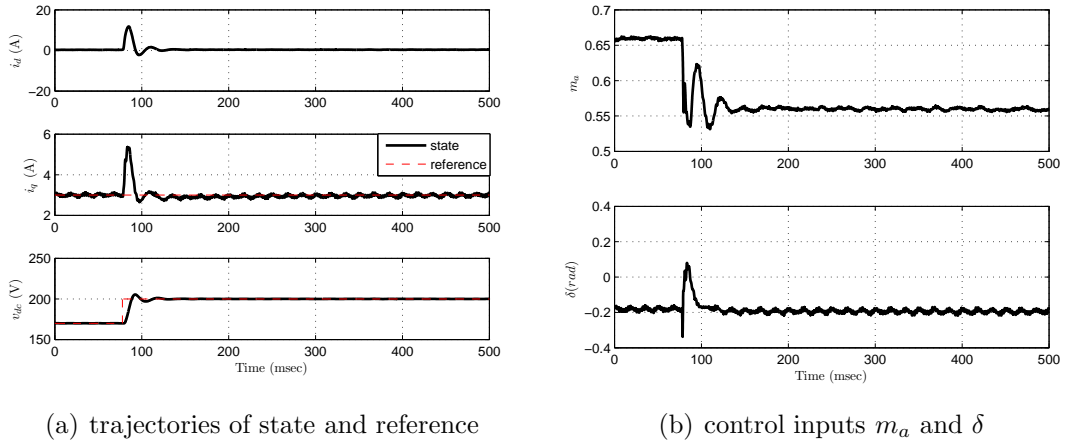 20
0
−20
i_d (A)
0 100 200 300 400 500
6
4
2
i_q (A)
state
reference
0 100 200 300 400 500
250
200
150
v_dc (V)
0 100 200 300 400 500
Time (msec)
(a) trajectories of state and reference
0.7
0.65
0.6
0.55
0.5
m_a
0 100 200 300 400 500
0.4
0.2
0
−0.2
−0.4
δ(rad)
0 100 200 300 400 500
Time (msec)
(b) control inputs m_a and δ